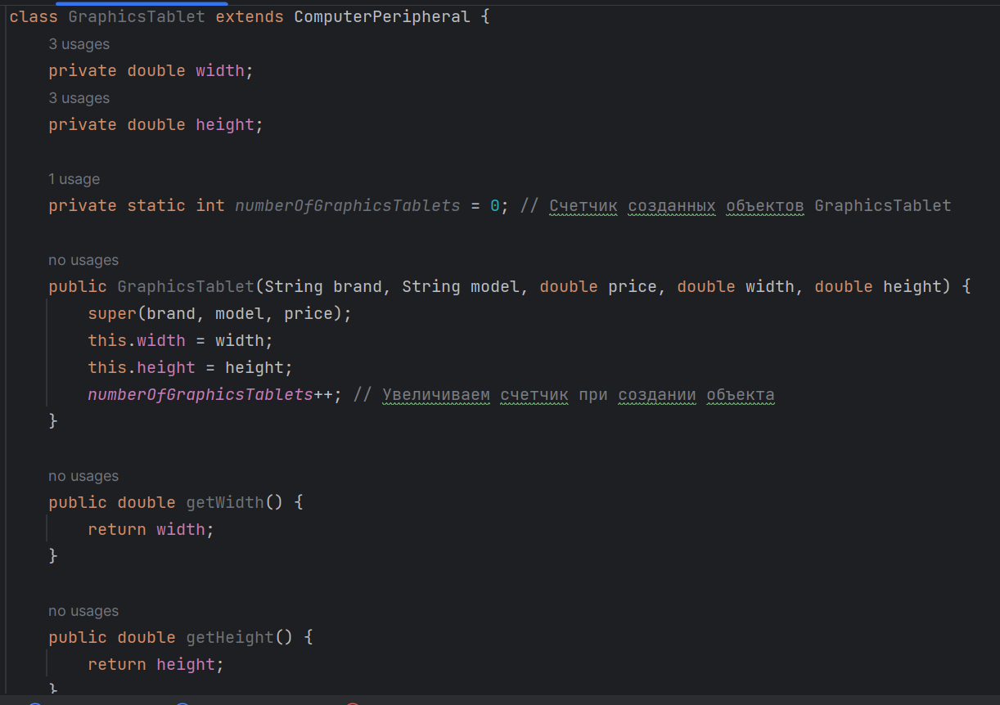 class GraphicsTablet extends ComputerPeripheral {
3 usages
private double width;
3 usages
private double height;
1 usage
private static int numberOfGraphicsTablets = 0; // Счетчик созданных объектов GraphicsTablet
no usages
public GraphicsTablet(String brand, String model, double price, double width, double height) {
super(brand, model, price);
this.width = width;
this.height = height;
numberOfGraphicsTablets++; // Увеличиваем счетчик при создании объекта
}
no usages
public double getWidth() {
return width;
}
no usages
public double getHeight() {
return height;
}